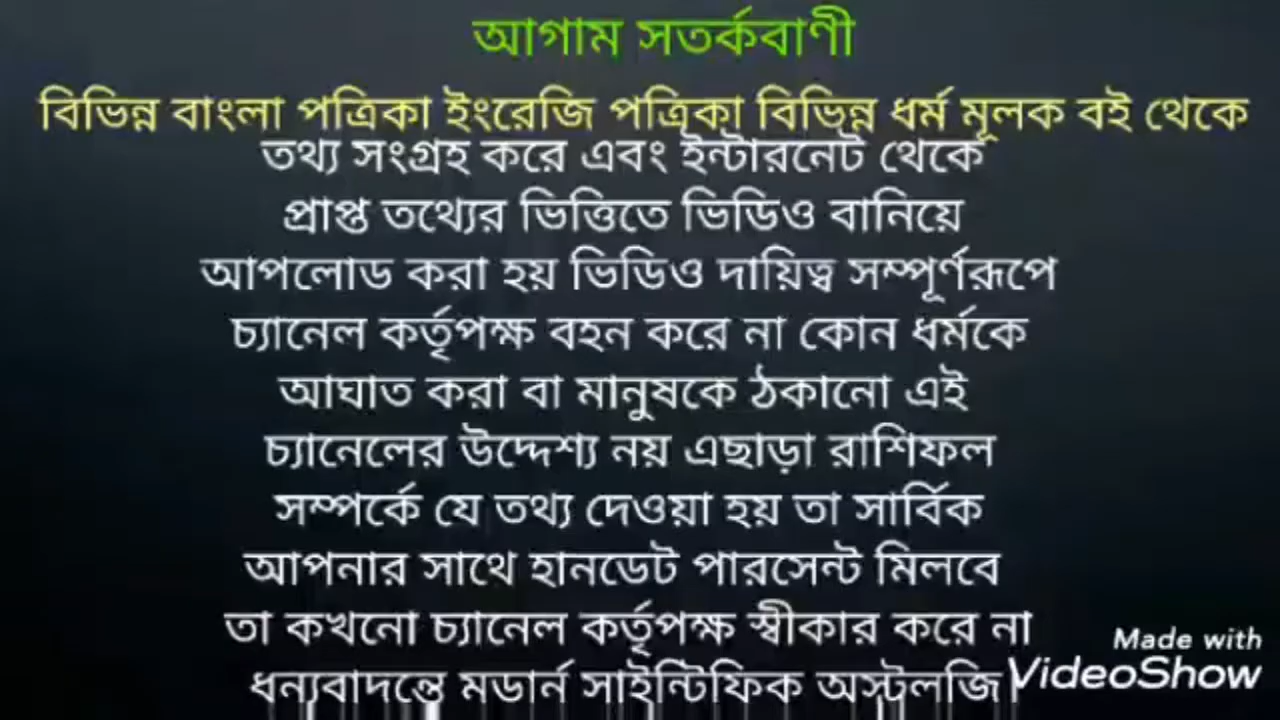 আগাম সতর্কবাণী
বিভিন্ন বাংলা পত্রিকা ইংরেজি পত্রিকা বিভিন্ন ধর্ম মূলক বই থেকে
তথ্য সংগ্রহ করে এবং ইন্টারনেট থেকে
প্রাপ্ত তথ্যের ভিত্তিতে ভিডিও বানিয়ে
আপলোড করা হয় ভিডিও দায়িত্ব সম্পূর্ণরূপে
চ্যানেল কর্তৃপক্ষ বহন করে না কোন ধর্মকে
আঘাত করা বা মানুষকে ঠকানো এই
চ্যানেলের উদ্দেশ্য নয় এছাড়া রাশিফল
সম্পর্কে যে তথ্য দেওয়া হয় তা সার্বিক
আপনার সাথে হানডেট পারসেন্ট মিলবে
তা কখনো চ্যানেল কর্তৃপক্ষ স্বীকার করে না
ধন্যবাদন্তে মডার্ন সাইন্টিফিক অস্ট্রলজি
Made with
VideoShow